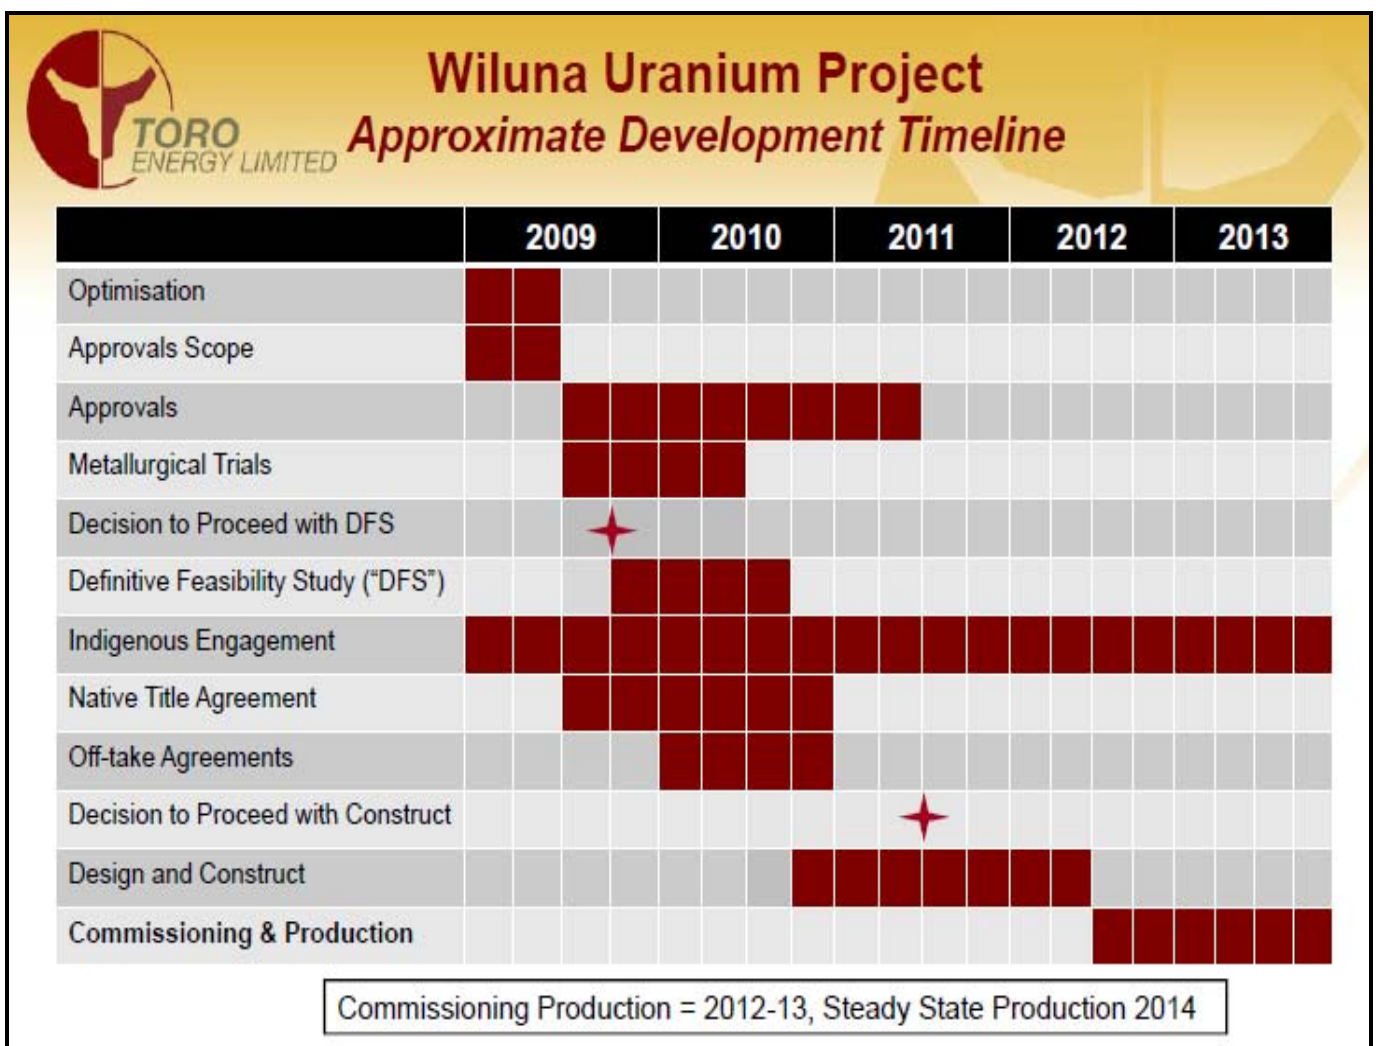 Wiluna Uranium Project
Approximate Development Timeline
TORO
ENERGY LIMITED
2009 2010 2011 2012 2013
Optimisation
Approvals Scope
Approvals
Metallurgical Trials
Decision to Proceed with DFS
Definitive Feasibility Study (“DFS”)
Indigenous Engagement
Native Title Agreement
Off-take Agreements
Decision to Proceed with Construct
Design and Construct
Commissioning & Production
Commissioning Production = 2012-13, Steady State Production 2014